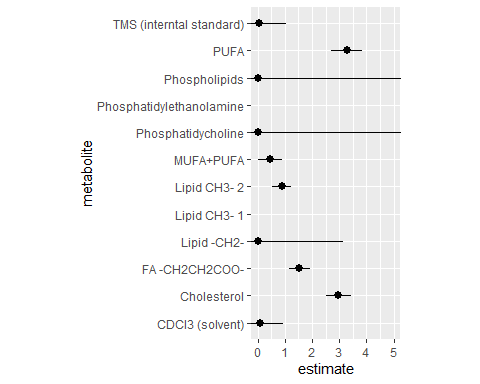 TMS (interntal standard)
PUFA
Phospholipids
Phosphatidylethanolamine
Phosphatidycholine
MUFA+PUFA
Lipid CH3- 2
Lipid CH3- 1
Lipid -CH2-
FA -CH2CH2COO-
Cholesterol
CDCl3 (solvent)
metabolite
0 1 2 3 4 5
estimate